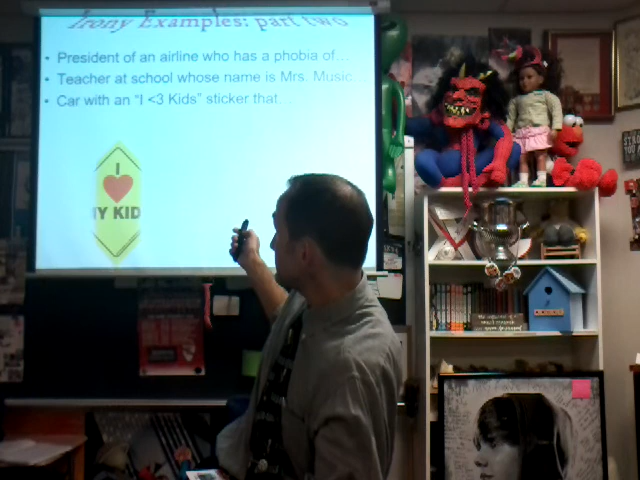 Irony Examples: part two
• President of an airline who has a phobia of…
• Teacher at school whose name is Mrs. Music…
• Car with an "I <3 Kids" sticker that…
I
MY KID